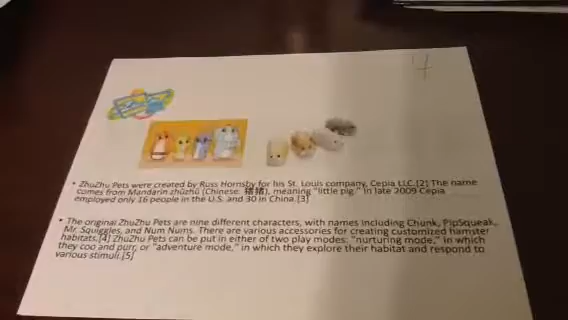 4
• ZhuZhu Pets were created by Russ Hornsby for his St. Louis company, Cepia LLC.[2] The name
comes from Mandarin zhūzhū (Chinese: 猪猪), meaning "little pig." In late 2009 Cepia
employed only 16 people in the U.S. and 30 in China.[3]
• The original ZhuZhu Pets are nine different characters, with names including Chunk, PipSqueak,
Mr. Squiggles, and Num Nums. There are various accessories for creating customized hamster
habitats.[4] ZhuZhu Pets can be put in either of two play modes: "nurturing mode," in which
they coo and purr, or "adventure mode," in which they explore their habitat and respond to
various stimuli.[5]